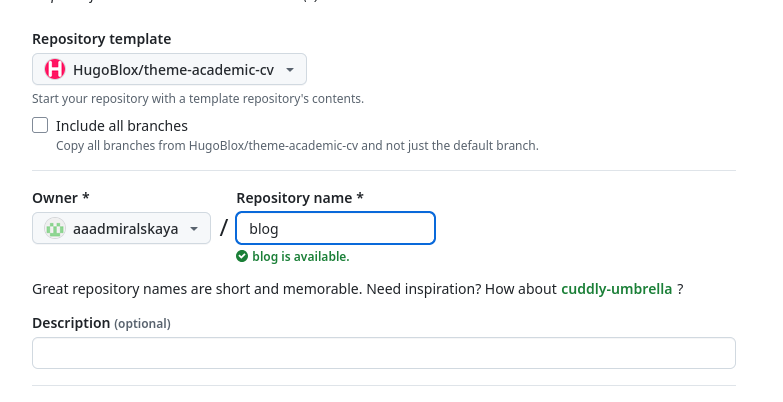 Repository template
HugoBlox/theme-academic-cv
Start your repository with a template repository's contents.
Include all branches
Copy all branches from HugoBlox/theme-academic-cv and not just the default branch.
Owner * Repository name *
aaadmiralskaya / blog
blog is available.
Great repository names are short and memorable. Need inspiration? How about cuddly-umbrella ?
Description (optional)